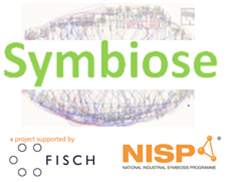 Symbiose
a project supported by
FISCH
NISP®
NATIONAL INDUSTRIAL SYMBIOSIS PROGRAMME